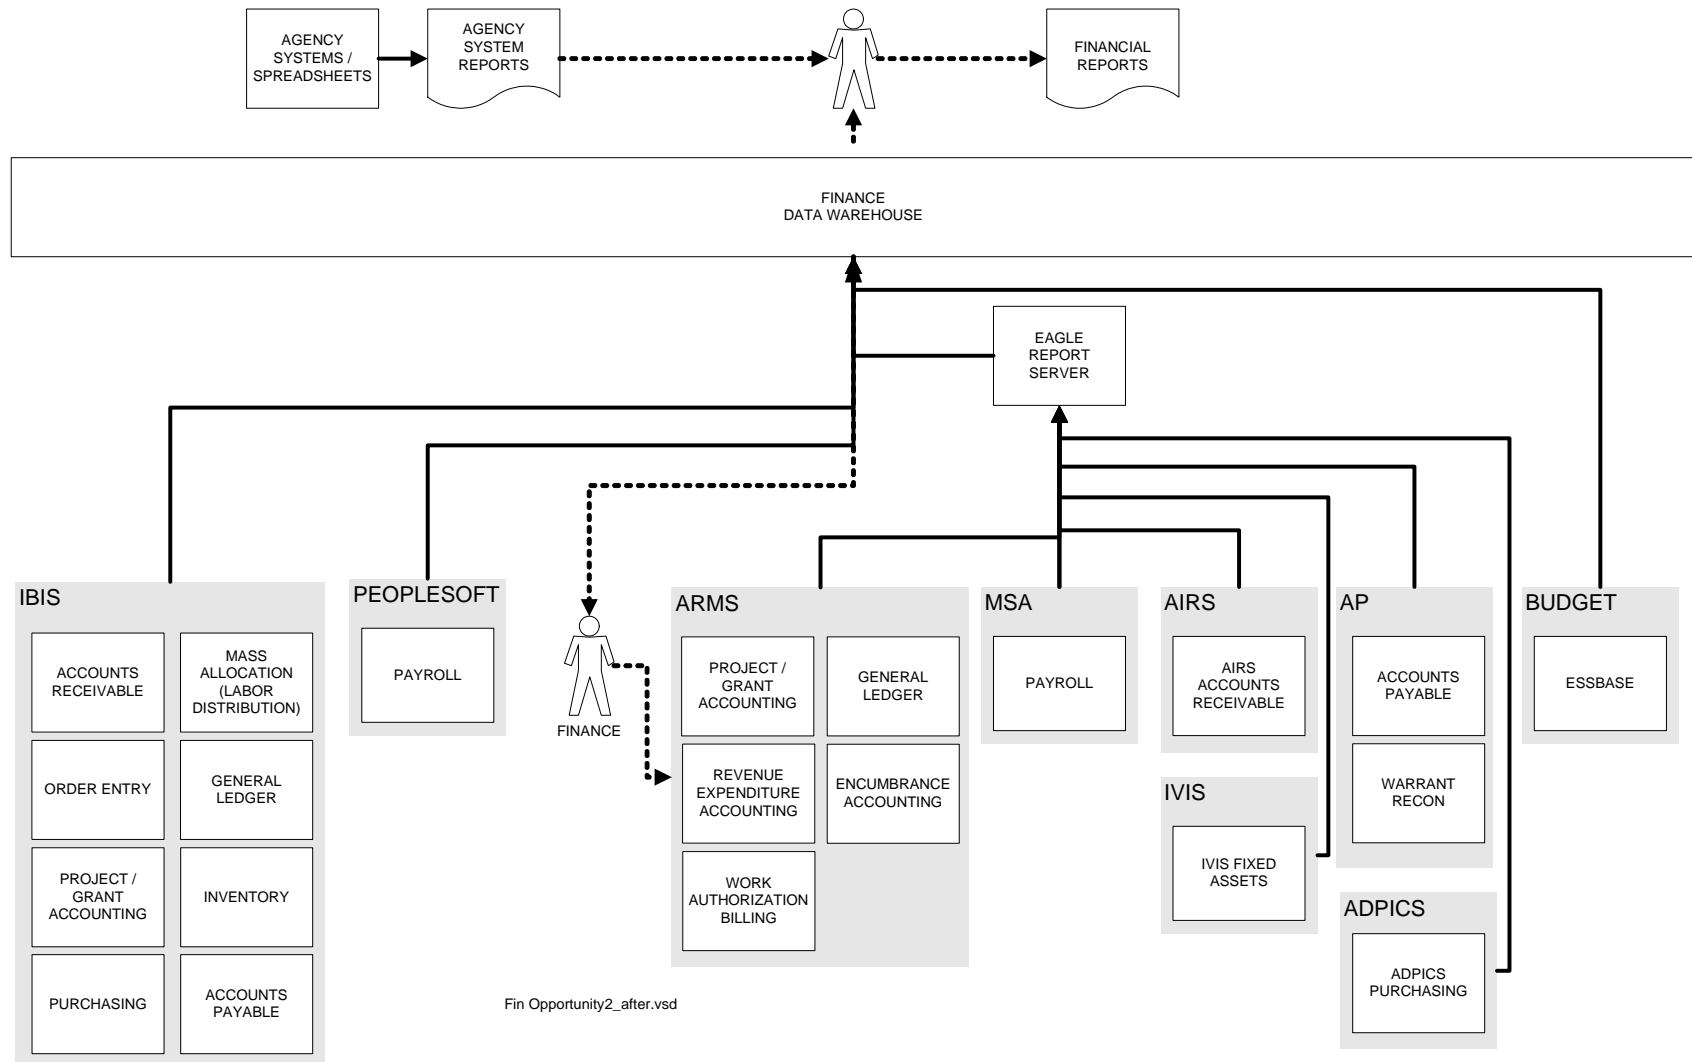 AGENCY
SYSTEMS /
SPREADSHEETS
AGENCY
SYSTEM
REPORTS
FINANCIAL
REPORTS
FINANCE
DATA WAREHOUSE
EAGLE
REPORT
SERVER
IBIS
ACCOUNTS
RECEIVABLE
MASS
ALLOCATION
(LABOR
DISTRIBUTION)
ORDER ENTRY
GENERAL
LEDGER
PROJECT /
GRANT
ACCOUNTING
INVENTORY
PURCHASING
ACCOUNTS
PAYABLE
PEOPLESOFT
PAYROLL
FINANCE
ARMS
PROJECT /
GRANT
ACCOUNTING
GENERAL
LEDGER
REVENUE
EXPENDITURE
ACCOUNTING
ENCUMBRANCE
ACCOUNTING
WORK
AUTHORIZATION
BILLING
MSA
PAYROLL
AIRS
AIRS
ACCOUNTS
RECEIVABLE
IVIS
IVIS FIXED
ASSETS
AP
ACCOUNTS
PAYABLE
WARRANT
RECON
ADPICS
ADPICS
PURCHASING
BUDGET
ESSBASE
Fin Opportunity2_after.vsd